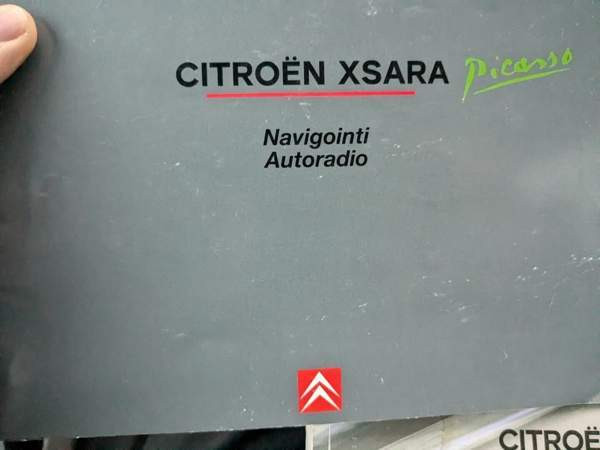 CITROËN XSARA Picasso
Navigointi
Autoradio
CITROË